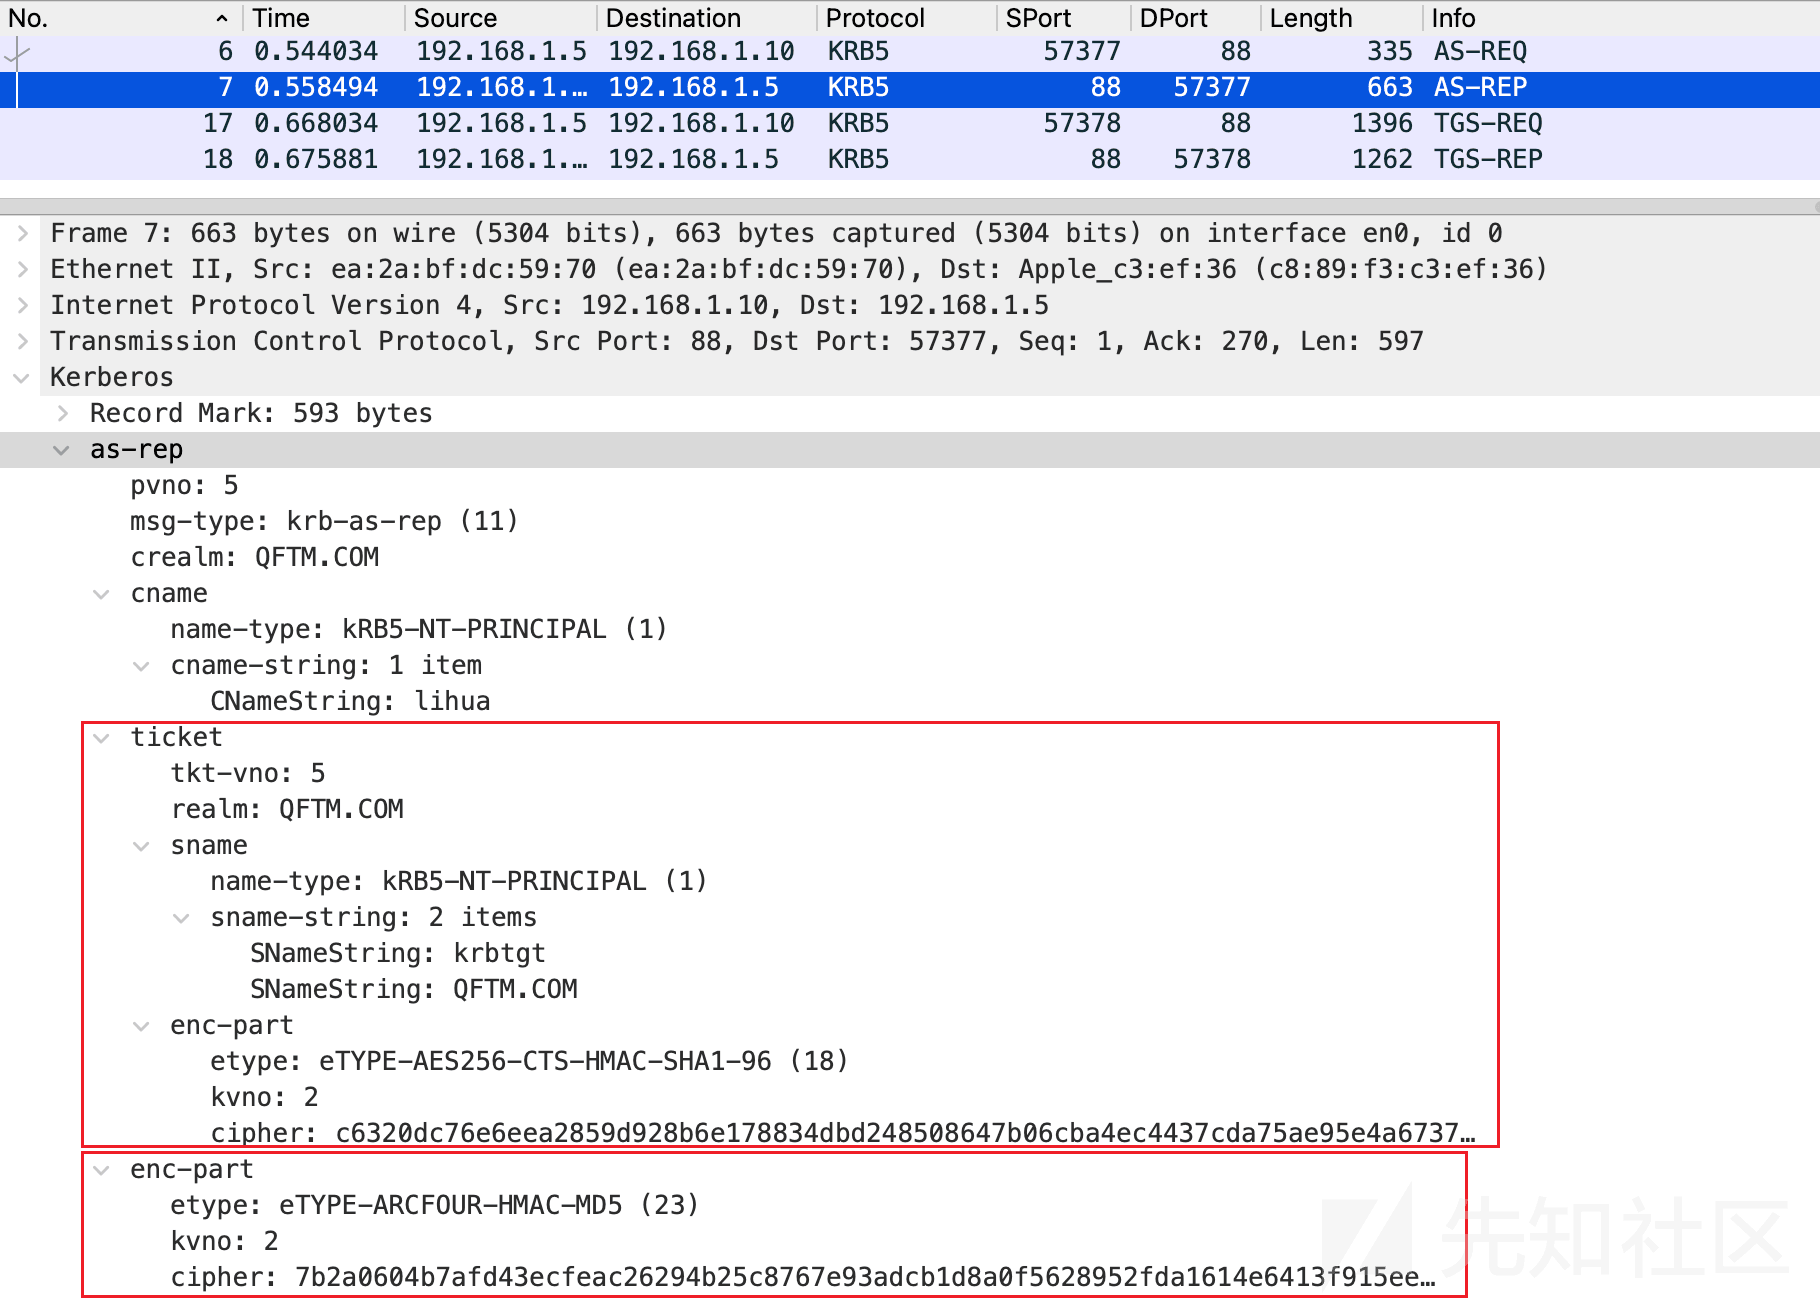 No. Time Source Destination Protocol SPort DPort Length Info
6 0.544034 192.168.1.5 192.168.1.10 KRB5 57377 88 335 AS-REQ
7 0.558494 192.168.1.… 192.168.1.5 KRB5 88 57377 663 AS-REP
17 0.668034 192.168.1.5 192.168.1.10 KRB5 57378 88 1396 TGS-REQ
18 0.675881 192.168.1.… 192.168.1.5 KRB5 88 57378 1262 TGS-REP
Frame 7: 663 bytes on wire (5304 bits), 663 bytes captured (5304 bits) on interface en0, id 0
Ethernet II, Src: ea:2a:bf:dc:59:70 (ea:2a:bf:dc:59:70), Dst: Apple_c3:ef:36 (c8:89:f3:c3:ef:36)
Internet Protocol Version 4, Src: 192.168.1.10, Dst: 192.168.1.5
Transmission Control Protocol, Src Port: 88, Dst Port: 57377, Seq: 1, Ack: 270, Len: 597
Kerberos
Record Mark: 593 bytes
as-rep
pvno: 5
msg-type: krb-as-rep (11)
crealm: QFTM.COM
cname
name-type: kRB5-NT-PRINCIPAL (1)
cname-string: 1 item
CNameString: lihua
ticket
tkt-vno: 5
realm: QFTM.COM
sname
name-type: kRB5-NT-PRINCIPAL (1)
sname-string: 2 items
SNameString: krbtgt
SNameString: QFTM.COM
enc-part
etype: eTYPE-AES256-CTS-HMAC-SHA1-96 (18)
kvno: 2
cipher: c6320dc76e6eea2859d928b6e178834dbd248508647b06cba4ec4437cda75ae95e4a6737…
enc-part
etype: eTYPE-ARCFOUR-HMAC-MD5 (23)
kvno: 2
cipher: 7b2a0604b7afd43ecfeac26294b25c8767e93adcb1d8a0f5628952fda1614e6413f915ee…
先知社区